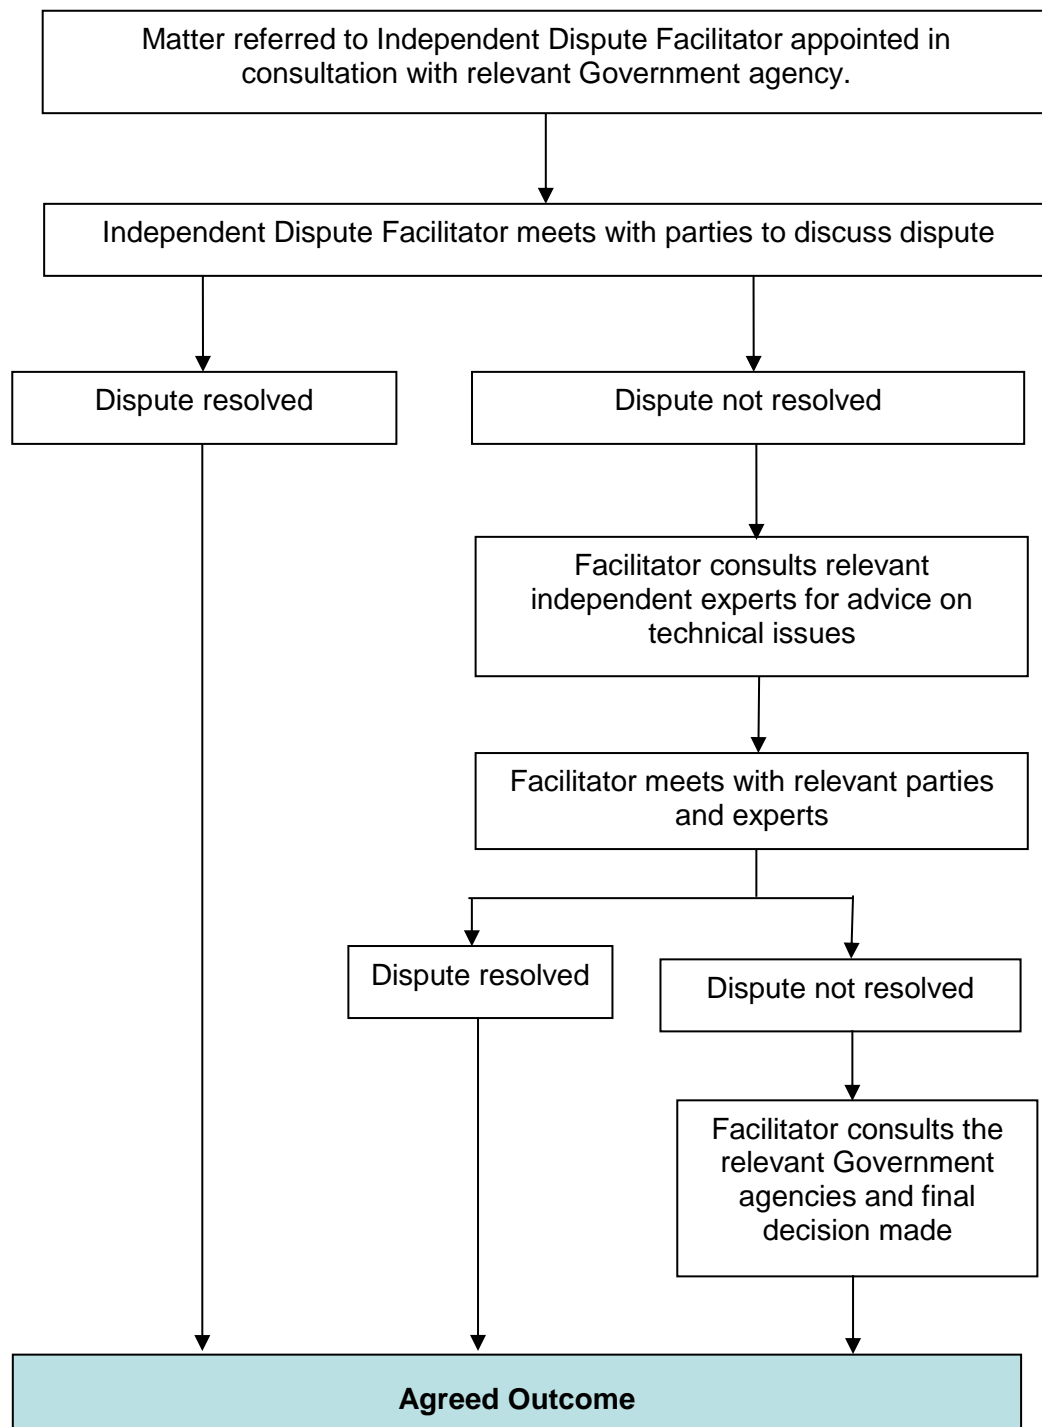 Matter referred to Independent Dispute Facilitator appointed in
consultation with relevant Government agency.
Independent Dispute Facilitator meets with parties to discuss dispute
Dispute resolved
Dispute not resolved
Facilitator consults relevant
independent experts for advice on
technical issues
Facilitator meets with relevant parties
and experts
Dispute resolved
Dispute not resolved
Facilitator consults the
relevant Government
agencies and final
decision made
Agreed Outcome